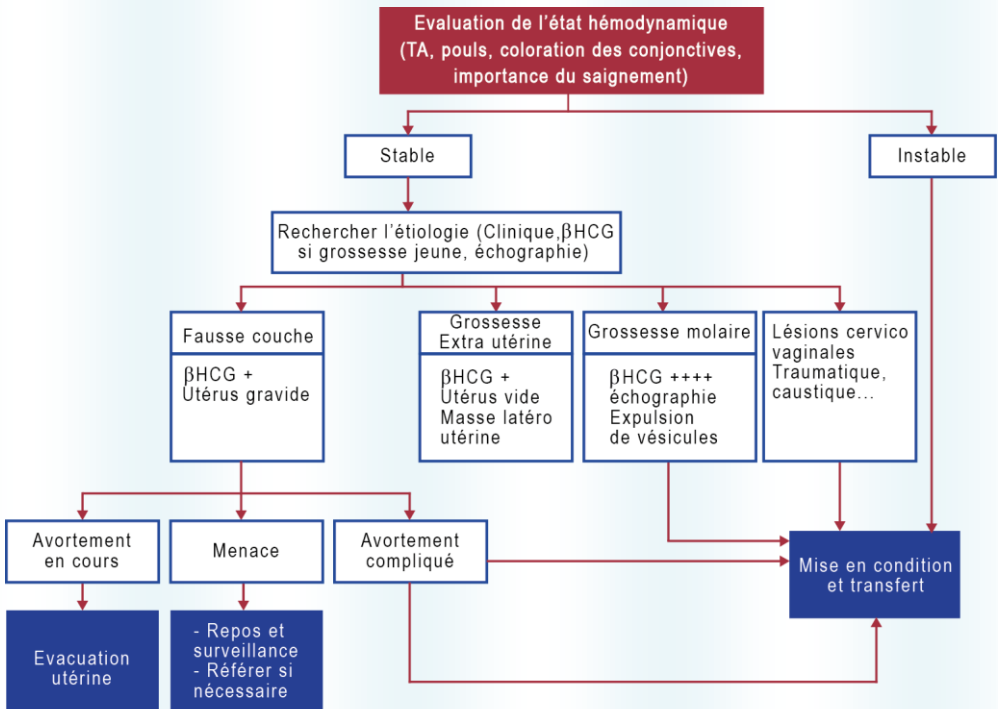 Evaluation de l'état hémodynamique
(TA, pouls, coloration des conjonctives,
importance du saignement)
Stable
Instable
Rechercher l'étiologie (Clinique,βHCG
si grossesse jeune, échographie)
Fausse couche
βHCG +
Utérus gravide
Grossesse
Extra utérine
βHCG +
Utérus vide
Masse latéro
utérine
Grossesse molaire
βHCG ++++
échographie
Expulsion
de vésicules
Lésions cervico
vaginales
Traumatique,
caustique...
Avortement
en cours
Menace
Avortement
compliqué
Mise en condition
et transfert
Evacuation
utérine
- Repos et
surveillance
- Référer si
nécessaire